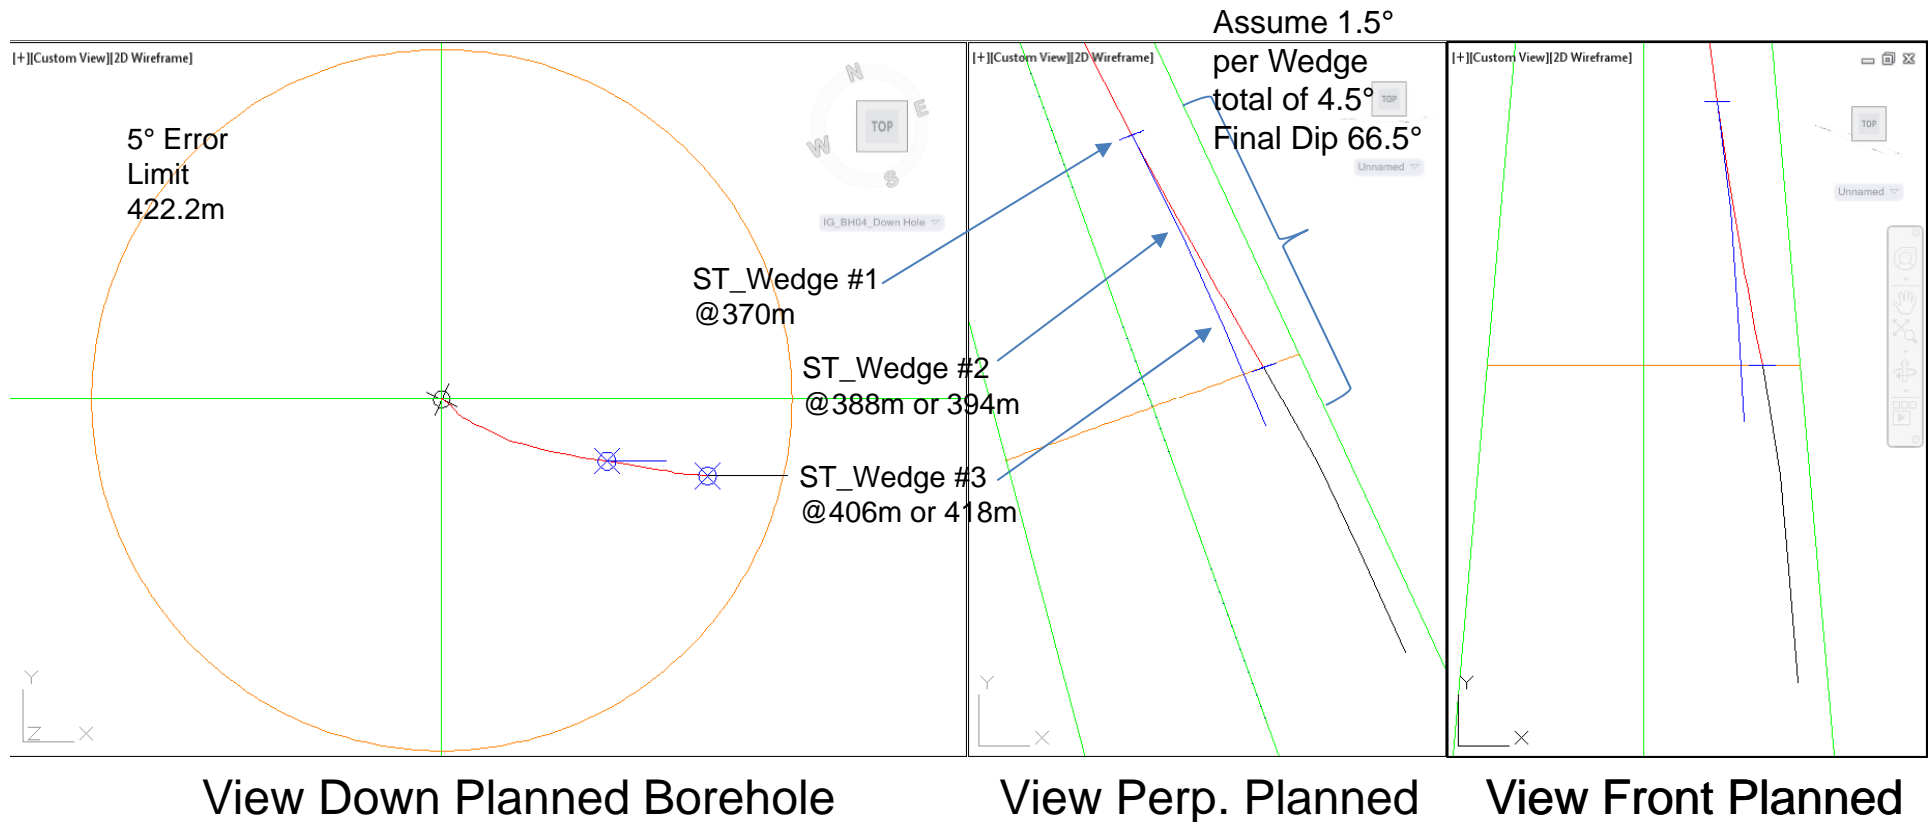 Assume 1.5°
per Wedge
total of 4.5°
Final Dip 66.5°
[+][Custom View][2D Wireframe]
5° Error
Limit
422.2m
N
E
W
S
TOP
IG_BH04_Down Hole
ST_Wedge #1
@370m
ST_Wedge #2
@388m or 394m
ST_Wedge #3
@406m or 418m
Y
Z
X
View Down Planned Borehole
[+][Custom View][2D Wireframe]
TOP
Unnamed
Y
X
View Perp. Planned
[+][Custom View][2D Wireframe]
TOP
Unnamed
Y
X
View Front Planned